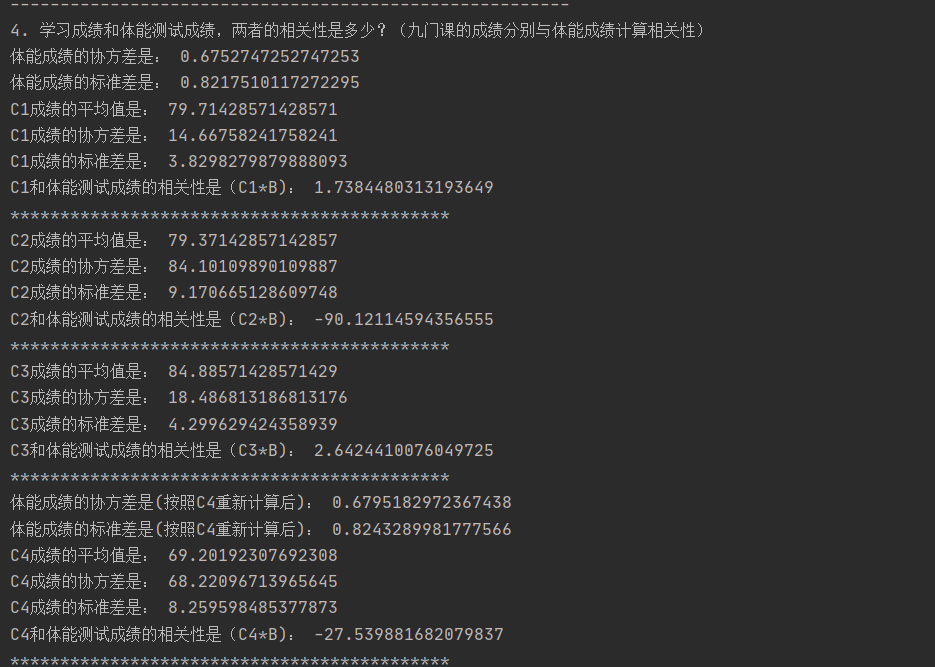 --------------------------------------------------------
4. 学习成绩和体能测试成绩，两者的相关性是多少？（九门课的成绩分别与体能成绩计算相关性）
体能成绩的协方差是： 0.6752747252747253
体能成绩的标准差是： 0.8217510117272295
C1成绩的平均值是： 79.71428571428571
C1成绩的协方差是： 14.66758241758241
C1成绩的标准差是： 3.8298279879888093
C1和体能测试成绩的相关性是（C1*B)： 1.7384480313193649
********************************************
C2成绩的平均值是： 79.37142857142857
C2成绩的协方差是： 84.10109890109887
C2成绩的标准差是： 9.170665128609748
C2和体能测试成绩的相关性是（C2*B)： -90.12114594356555
********************************************
C3成绩的平均值是： 84.88571428571429
C3成绩的协方差是： 18.486813186813176
C3成绩的标准差是： 4.299629424358939
C3和体能测试成绩的相关性是（C3*B)： 2.6424410076049725
********************************************
体能成绩的协方差是(按照C4重新计算后)： 0.6795182972367438
体能成绩的标准差是(按照C4重新计算后)： 0.8243289981777566
C4成绩的平均值是： 69.20192307692308
C4成绩的协方差是： 68.22096713965645
C4成绩的标准差是： 8.259598485377873
C4和体能测试成绩的相关性是（C4*B)： -27.539881682079837
********************************************